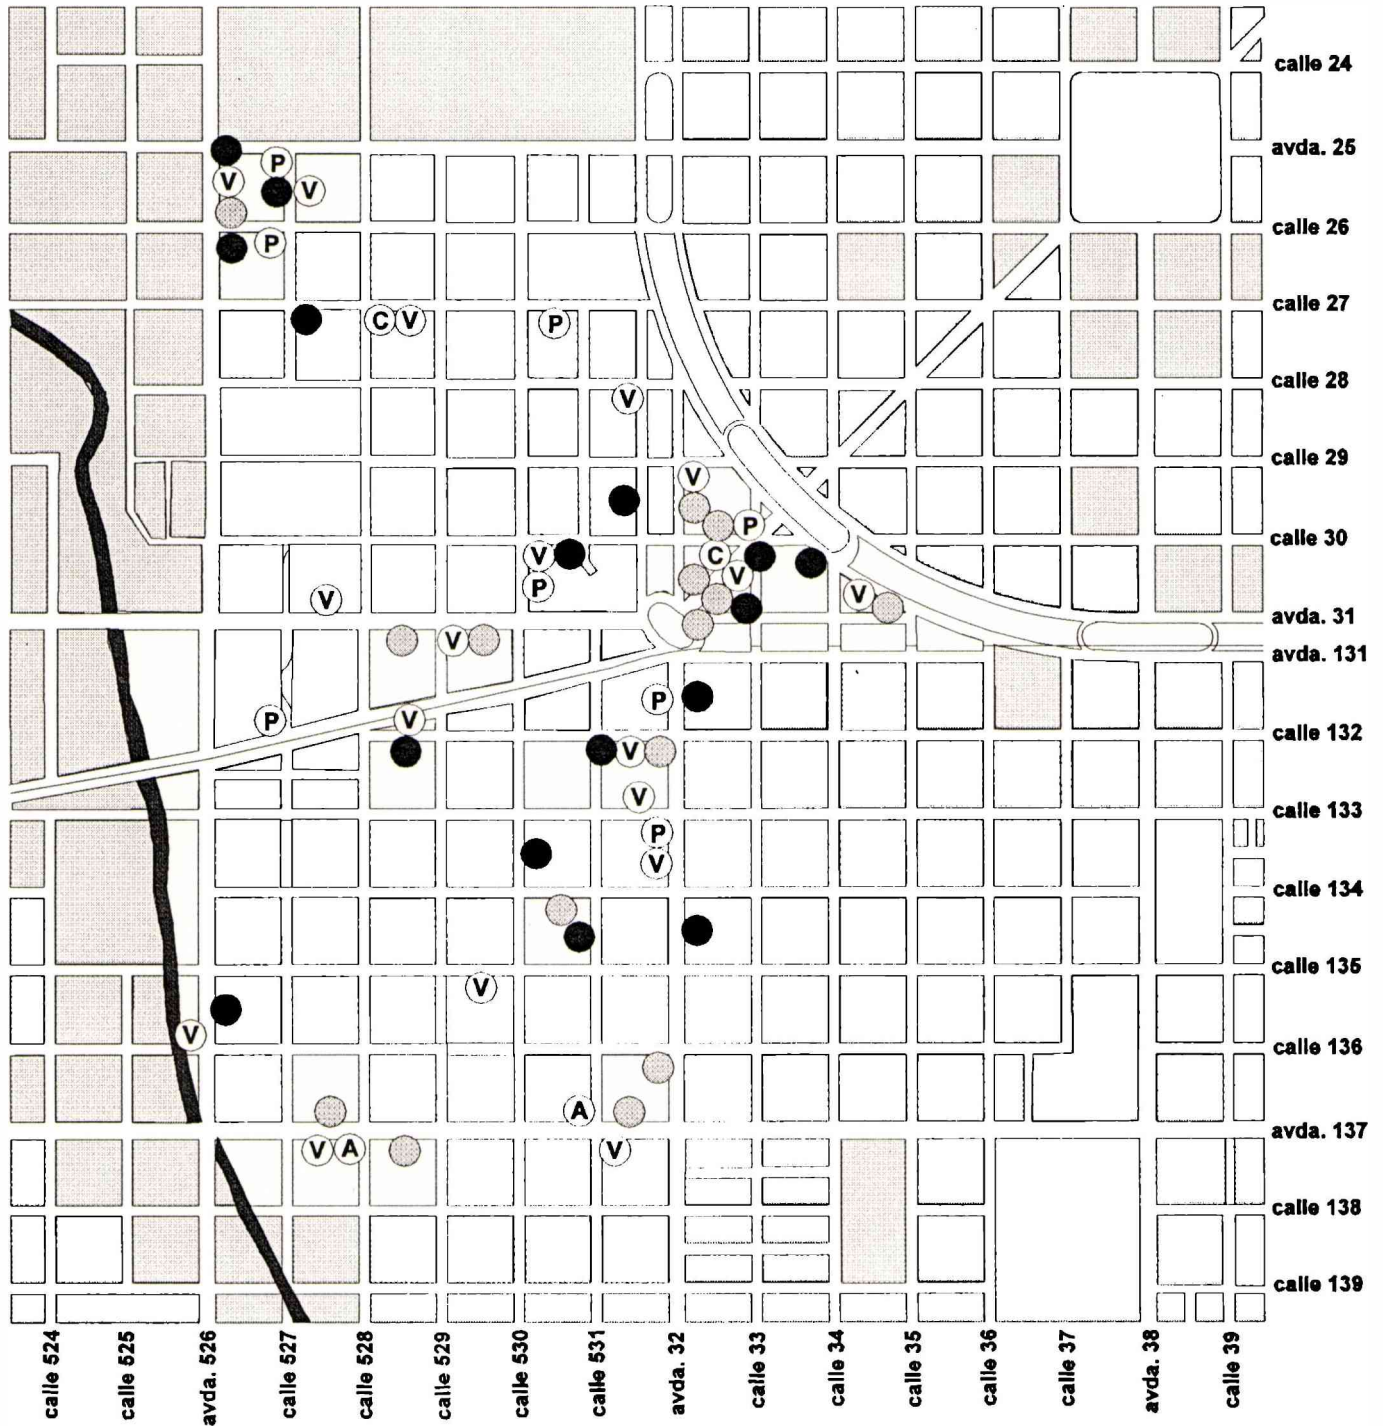 calle 24
avda. 25
P
V
V
calle 26
P
calle 27
C V
P
calle 28
V
calle 29
V
P
calle 30
V
C
V
P
V
V
avda. 31
V
avda. 131
P
V
P
calle 132
V
V
calle 133
P
V
calle 134
calle 135
V
V
calle 136
A
avda. 137
V A
V
calle 138
calle 139
calle 524
calle 525
avda. 526
calle 527
calle 528
calle 529
calle 530
calle 531
avda. 32
calle 33
calle 34
calle 35
calle 36
calle 37
avda. 38
calle 39